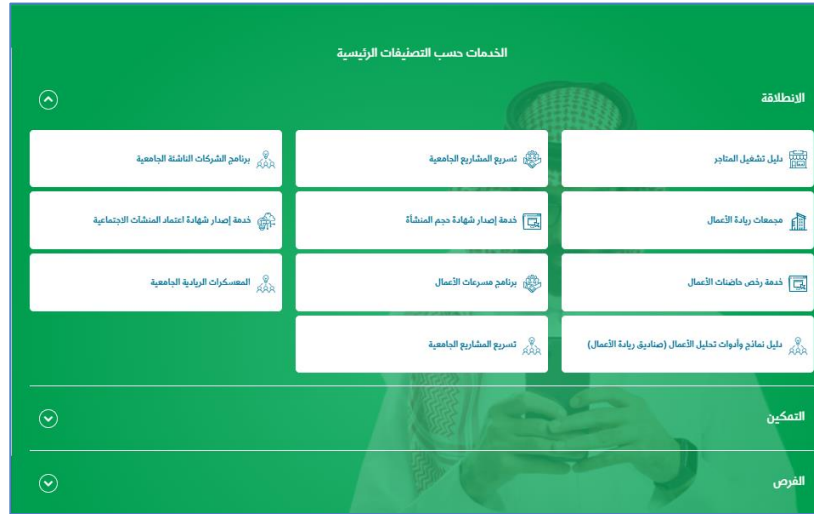 الخدمات حسب التصنيفات الرئيسية
الانطلاقة
دليل تشغيل المتاجر
تسريع المشاريع الجامعية
برنامج الشركات الناشئة الجامعية
مجمعات ريادة الأعمال
خدمة إصدار شهادة حجم المنشأة
خدمة إصدار شهادة اعتماد المنشآت الاجتماعية
خدمة رخص حاضنات الأعمال
برنامج مسرعات الأعمال
المعسكرات الريادية الجامعية
دليل نماذج وأدوات تحليل الأعمال (صناديق ريادة الأعمال)
تسريع المشاريع الجامعية
التمكين
الفرص